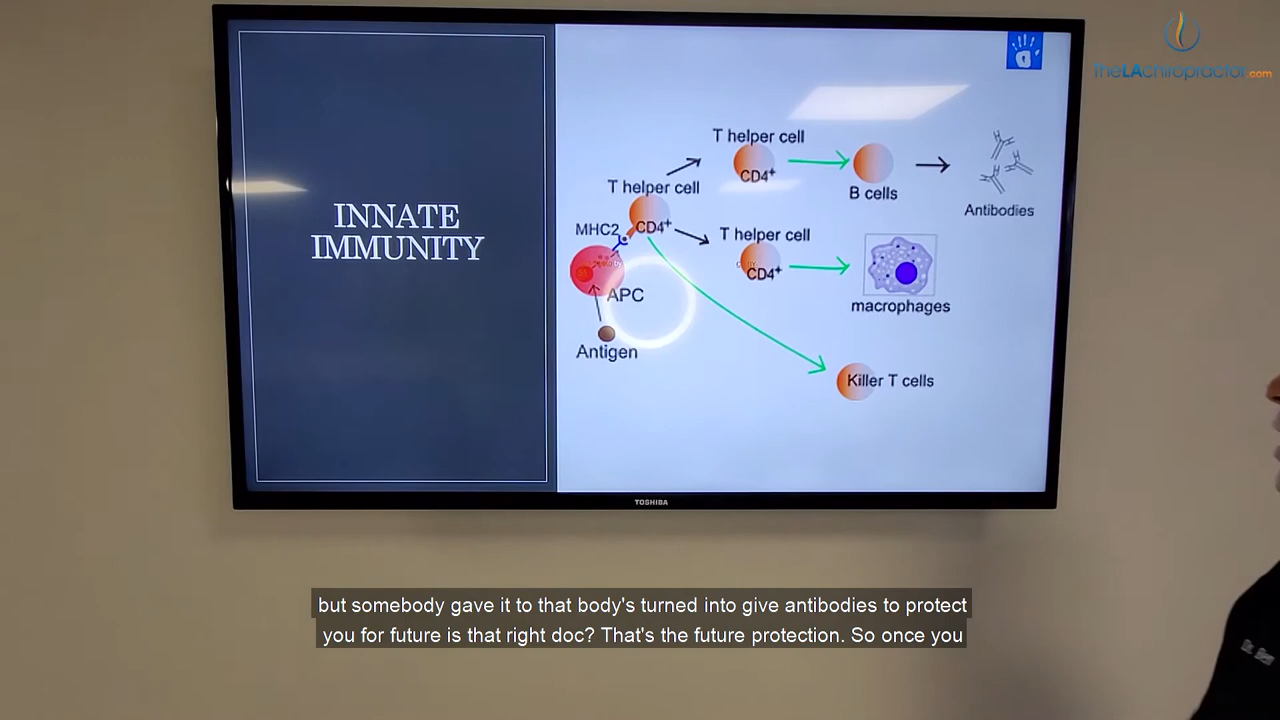 TheLAchiropractor.com
INNATE
IMMUNITY
T helper cell
CD4⁺
B cells
Antibodies
T helper cell
MHC2
CD4⁺
T helper cell
CD4⁺
APC
macrophages
Antigen
Killer T cells
TOSHIBA
but somebody gave it to that body's turned into give antibodies to protect
you for future is that right doc? That's the future protection. So once you